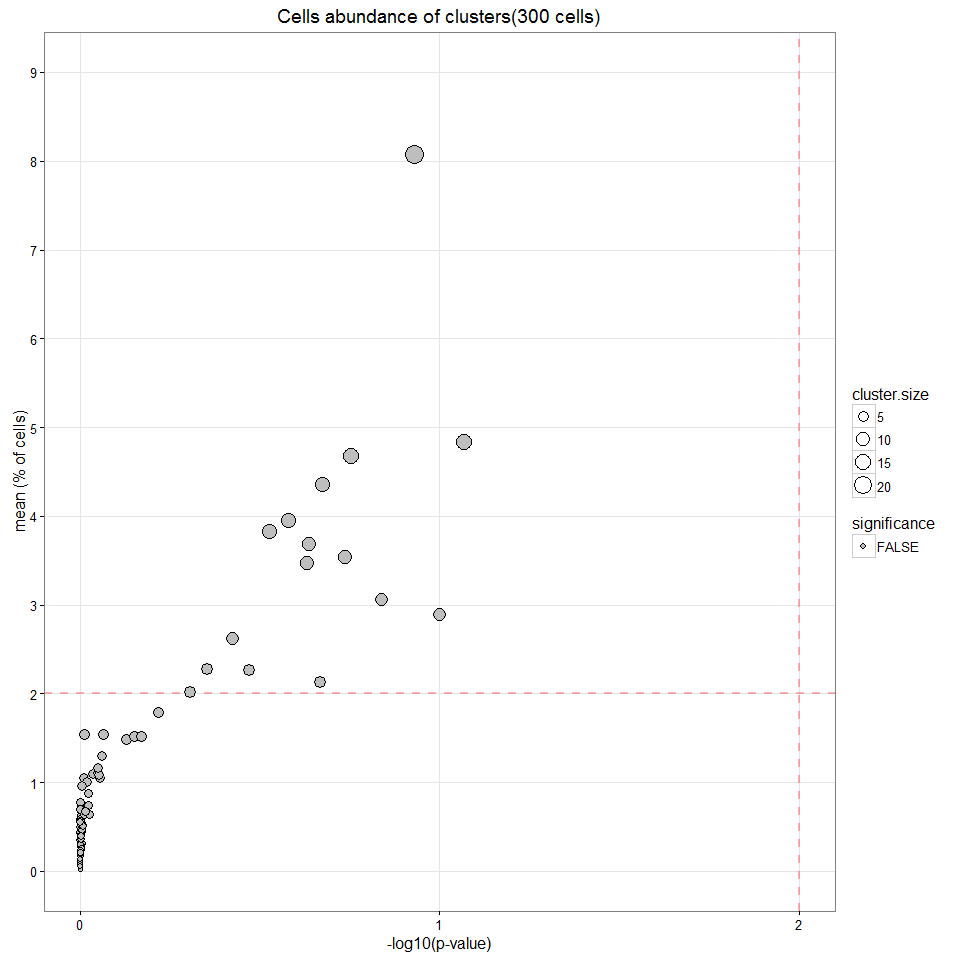 Cells abundance of clusters(300 cells)
9
8
7
6
5
4
3
2
1
0
mean (% of cells)
0
1
2
-log10(p-value)
cluster.size
5
10
15
20
significance
FALSE